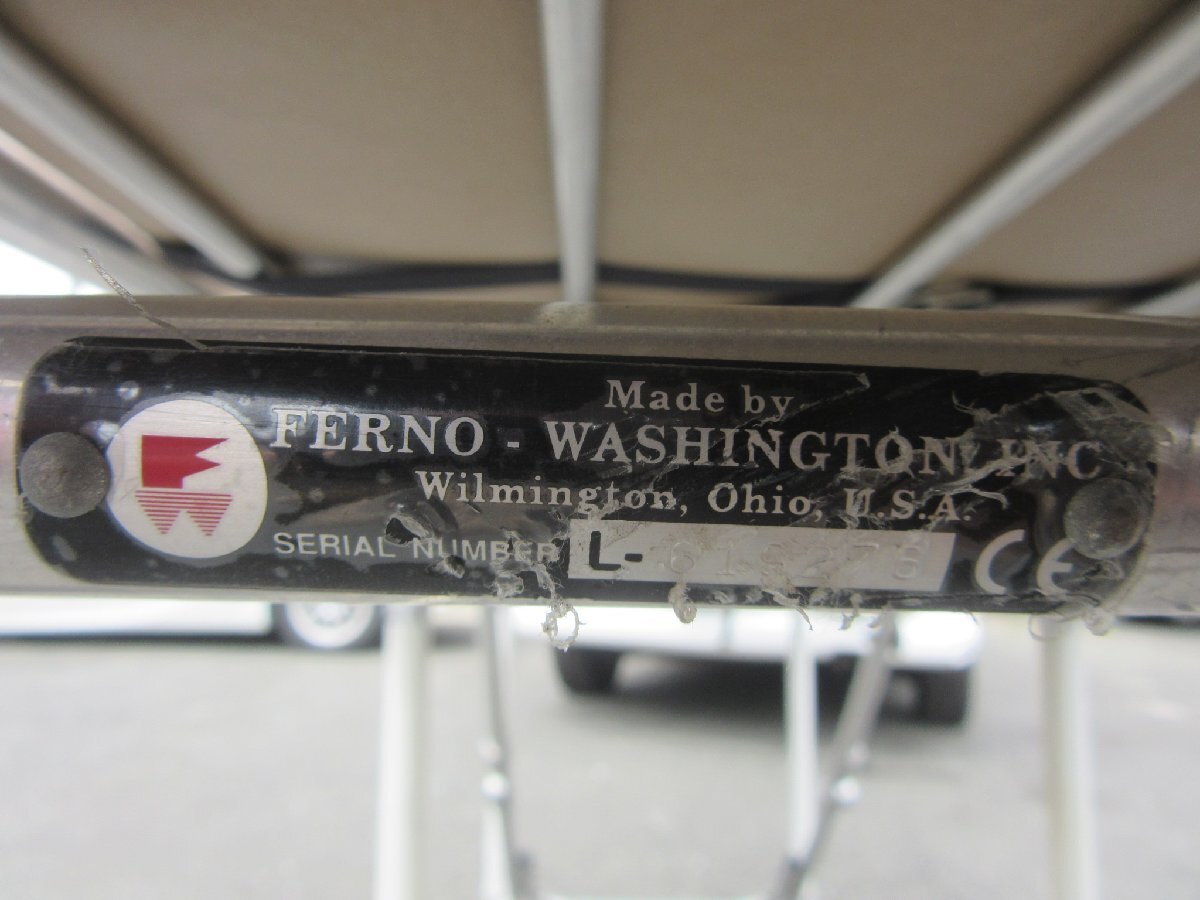 Made by
FERNO - WASHINGTON, INC
Wilmington, Ohio, U.S.A.
SERIAL NUMBER L-
CE